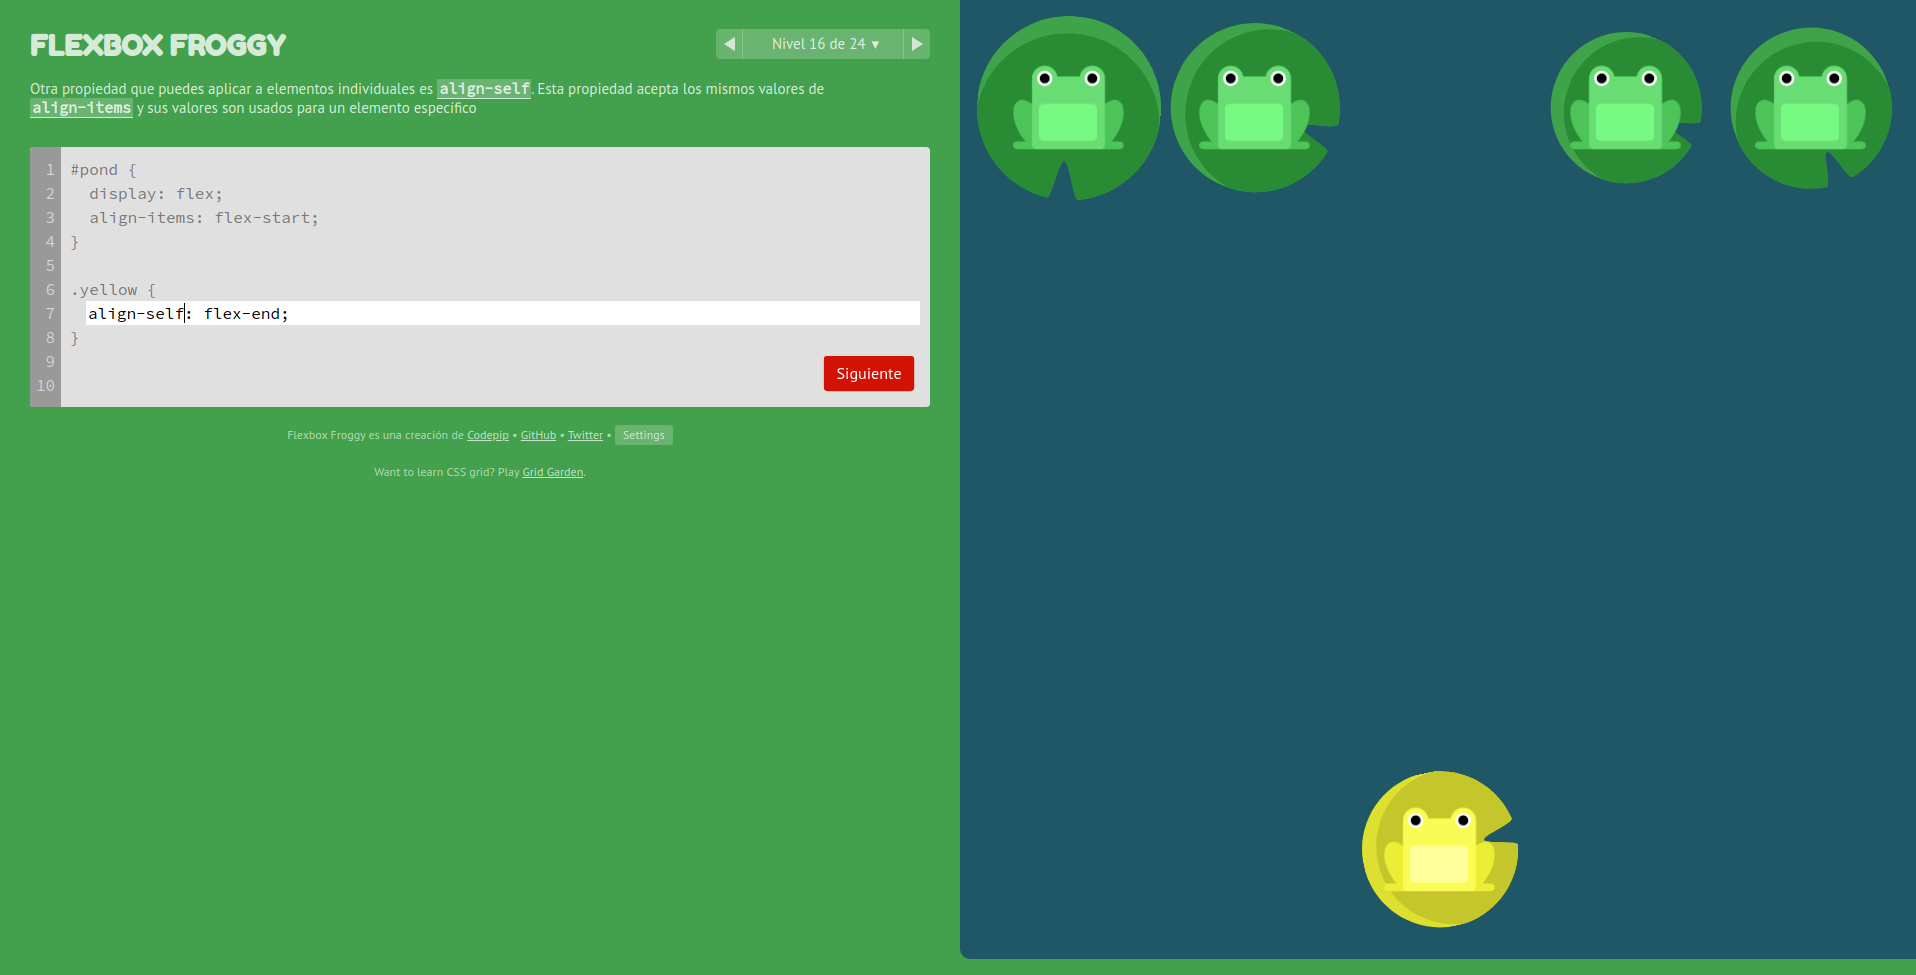 FLEXBOX FROGGY
◀ Nivel 16 de 24 ▼ ▶
Otra propiedad que puedes aplicar a elementos individuales es align-self. Esta propiedad acepta los mismos valores de
align-items y sus valores son usados para un elemento específico
1 #pond {
2 display: flex;
3 align-items: flex-start;
4 }
5
6 .yellow {
7 align-self: flex-end;
8 }
9
10
Siguiente
Flexbox Froggy es una creación de Codepip • GitHub • Twitter • Settings
Want to learn CSS grid? Play Grid Garden.